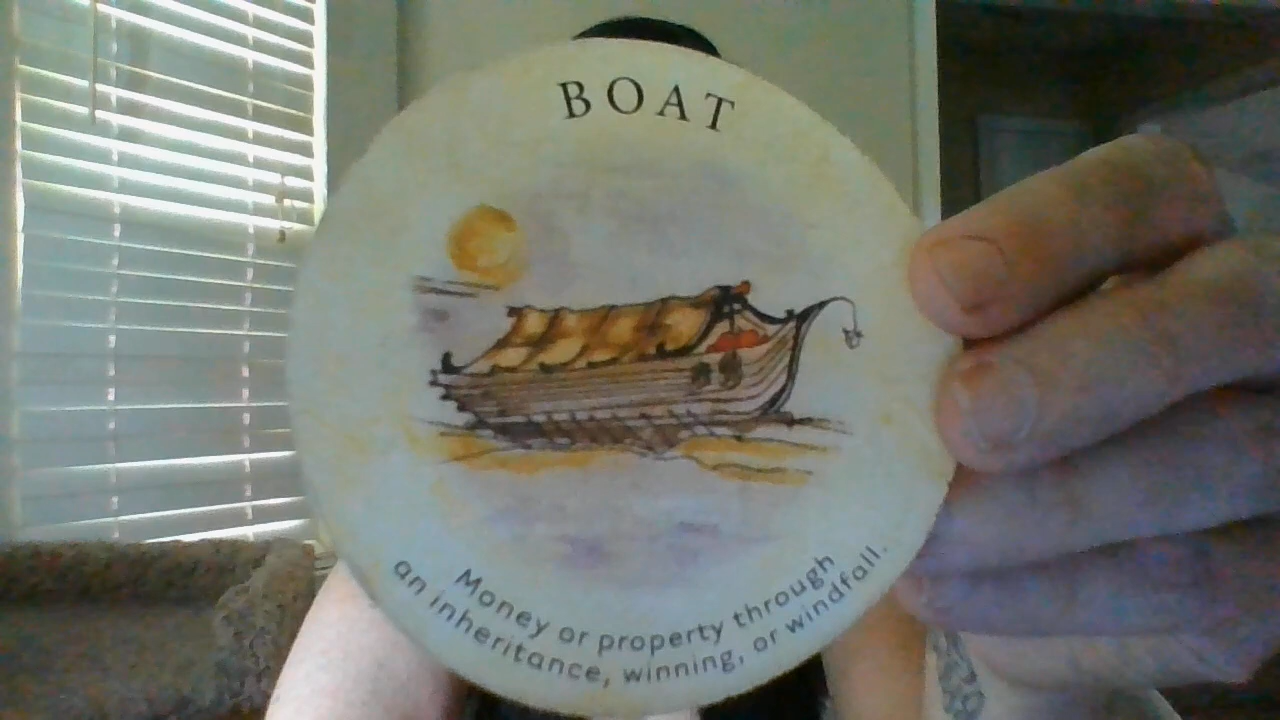 BOAT
Money or property through
an inheritance, winning, or windfall.